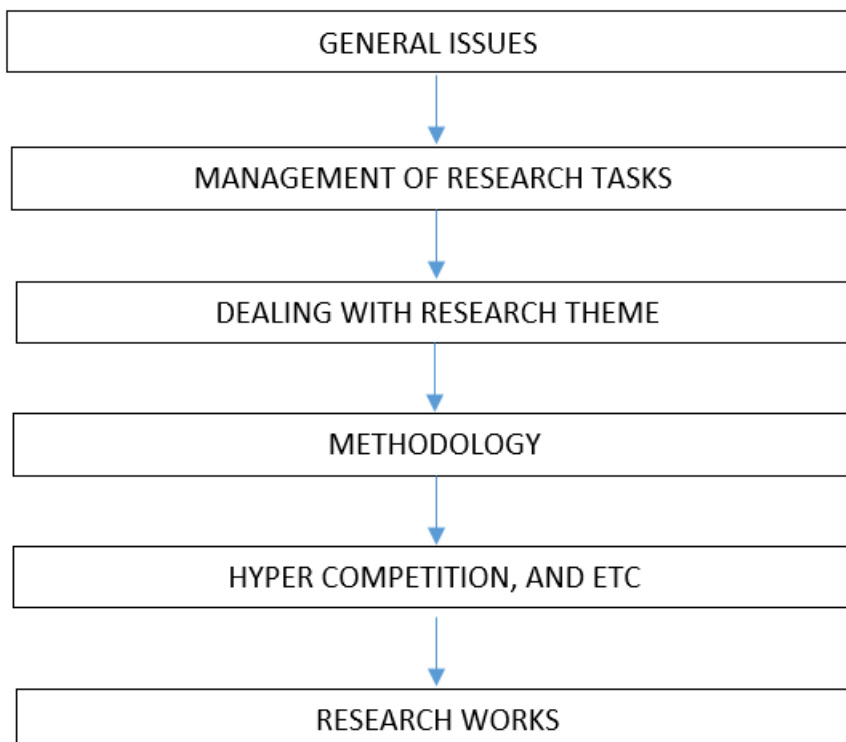 GENERAL ISSUES
MANAGEMENT OF RESEARCH TASKS
DEALING WITH RESEARCH THEME
METHODOLOGY
HYPER COMPETITION, AND ETC
RESEARCH WORKS